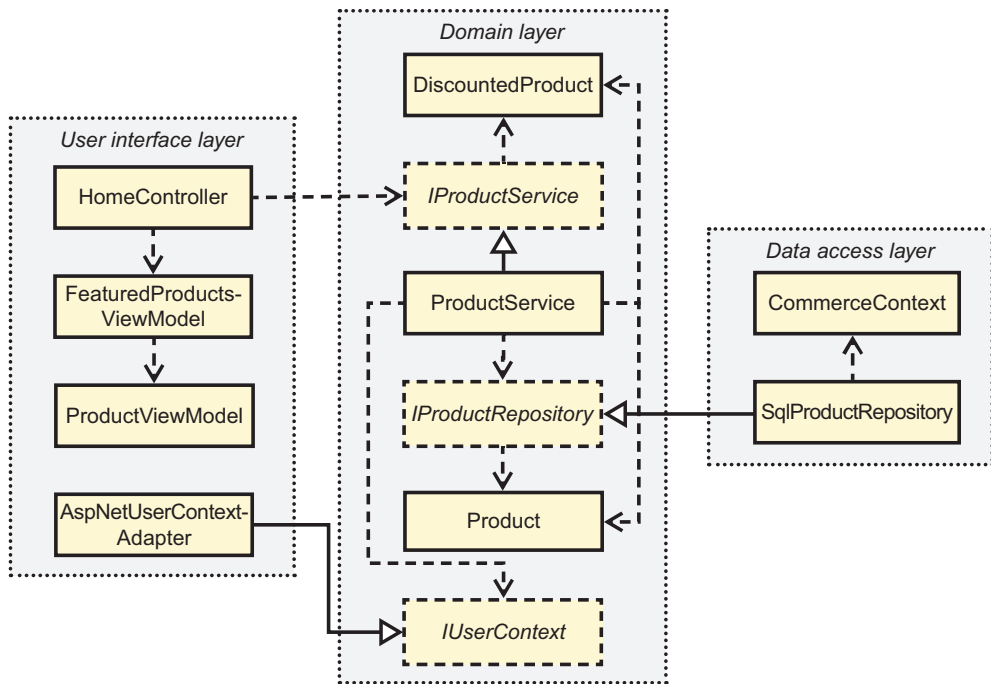 User interface layer
HomeController
FeaturedProducts-
ViewModel
ProductViewModel
AspNetUserContext-
Adapter
Domain layer
DiscountedProduct
IProductService
ProductService
IProductRepository
Product
IUserContext
Data access layer
CommerceContext
SqlProductRepository